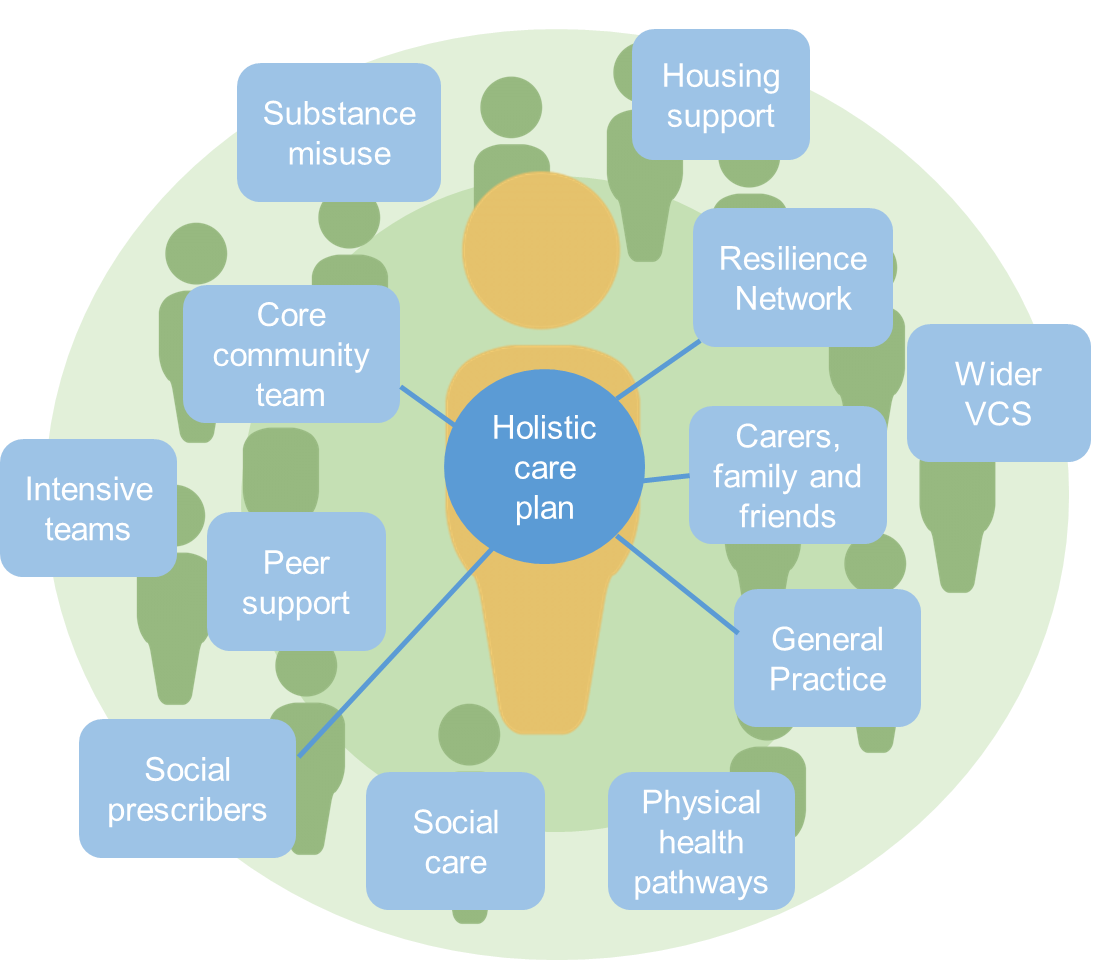 Housing
support
Substance
misuse
Resilience
Network
Core
community
team
Wider
VCS
Holistic
care
plan
Carers,
family and
friends
Intensive
teams
Peer
support
General
Practice
Social
prescribers
Social
care
Physical
health
pathways